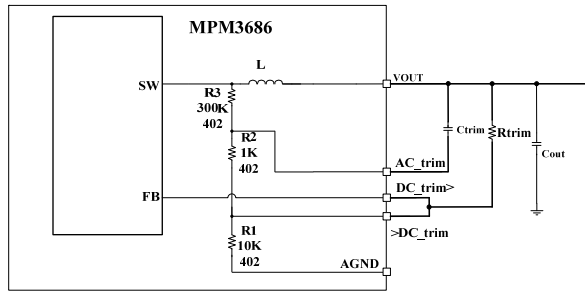 MPM3686
L
SW
VOUT
R3
300K
402
Ctrim
Rtrim
R2
1K
402
Cout
AC_trim
DC_trim>
FB
>DC_trim
R1
10K
402
AGND